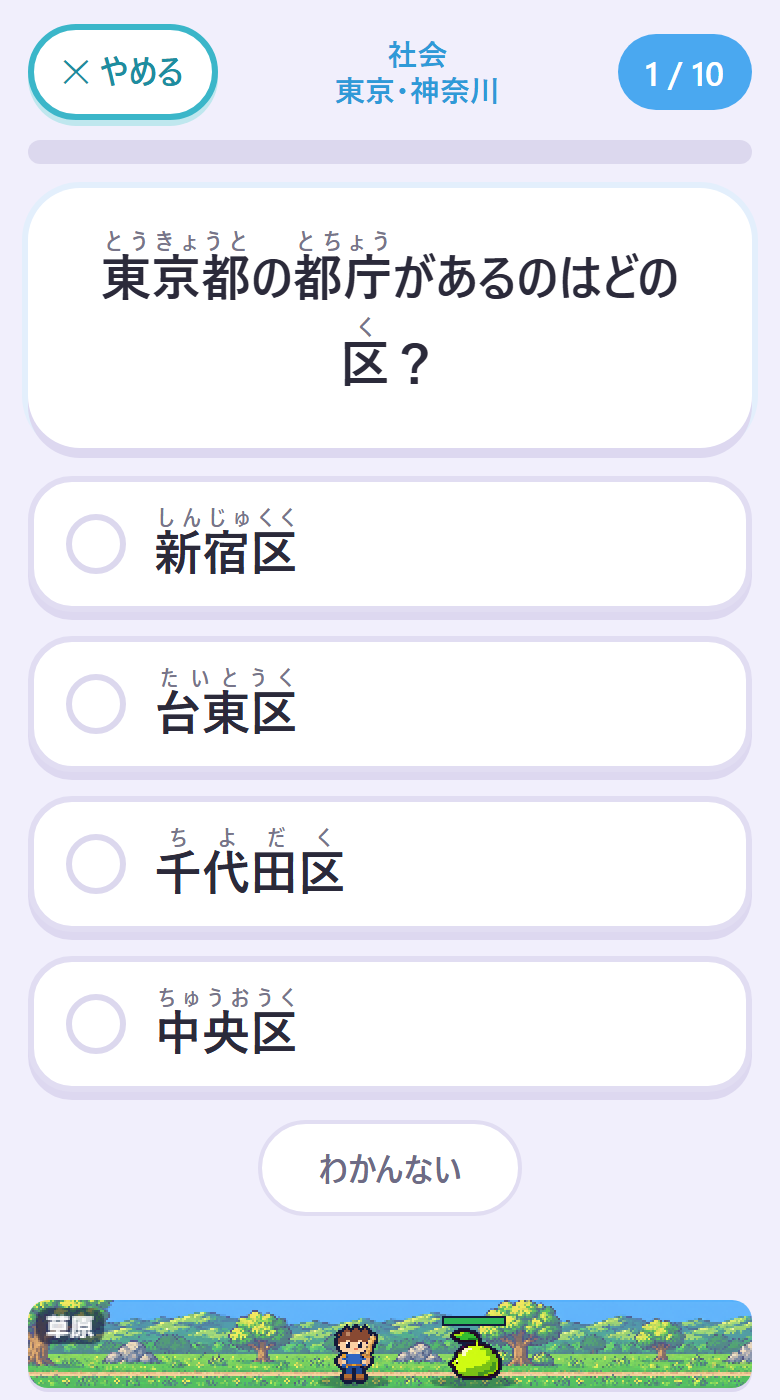 × やめる
社会
東京・神奈川
1 / 10
とうきょうと とちょう
東京都の都庁があるのはどの
く
区？
しんじゅくく
新宿区
たいとうく
台東区
ちよだく
千代田区
ちゅうおうく
中央区
わかんない
草原